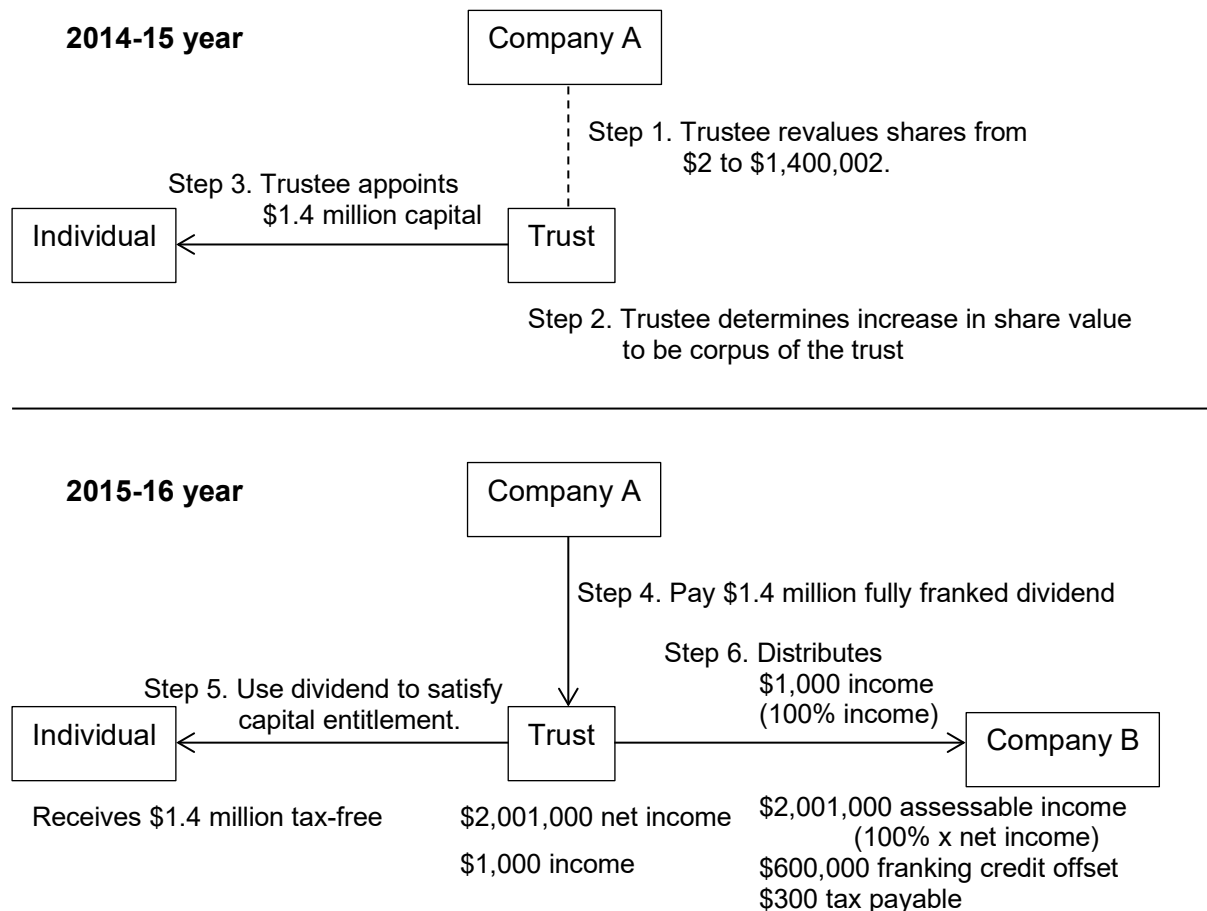 2014-15 year
Company A
Step 1. Trustee revalues shares from
$2 to $1,400,002.
Step 3. Trustee appoints
$1.4 million capital
Individual
Trust
Step 2. Trustee determines increase in share value
to be corpus of the trust
2015-16 year
Company A
Step 4. Pay $1.4 million fully franked dividend
Step 6. Distributes
$1,000 income
(100% income)
Step 5. Use dividend to satisfy
capital entitlement.
Individual
Trust
Company B
Receives $1.4 million tax-free
$2,001,000 net income
$1,000 income
$2,001,000 assessable income
(100% x net income)
$600,000 franking credit offset
$300 tax payable